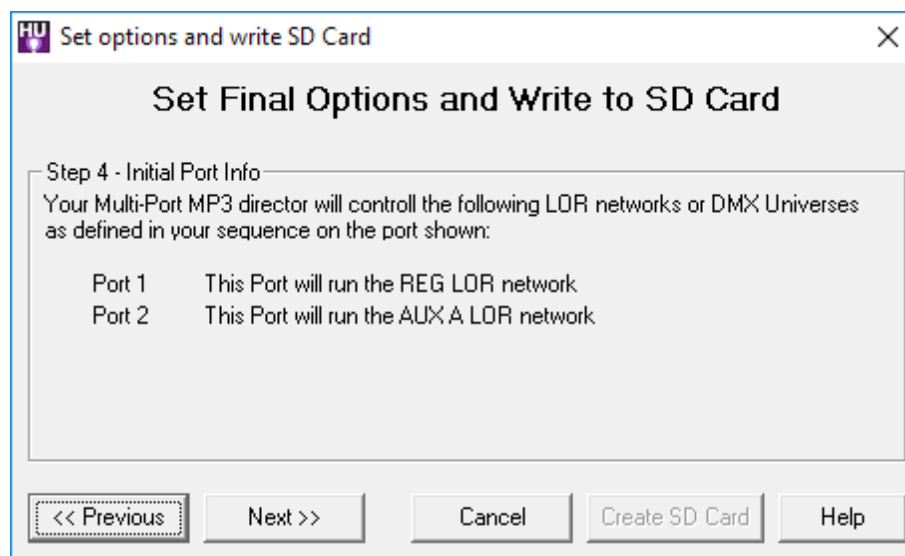 HU Set options and write SD Card
Set Final Options and Write to SD Card
Step 4 - Initial Port Info
Your Multi-Port MP3 director will controll the following LOR networks or DMX Universes
as defined in your sequence on the port shown:
Port 1 This Port will run the REG LOR network
Port 2 This Port will run the AUX A LOR network
<< Previous Next >> Cancel Create SD Card Help